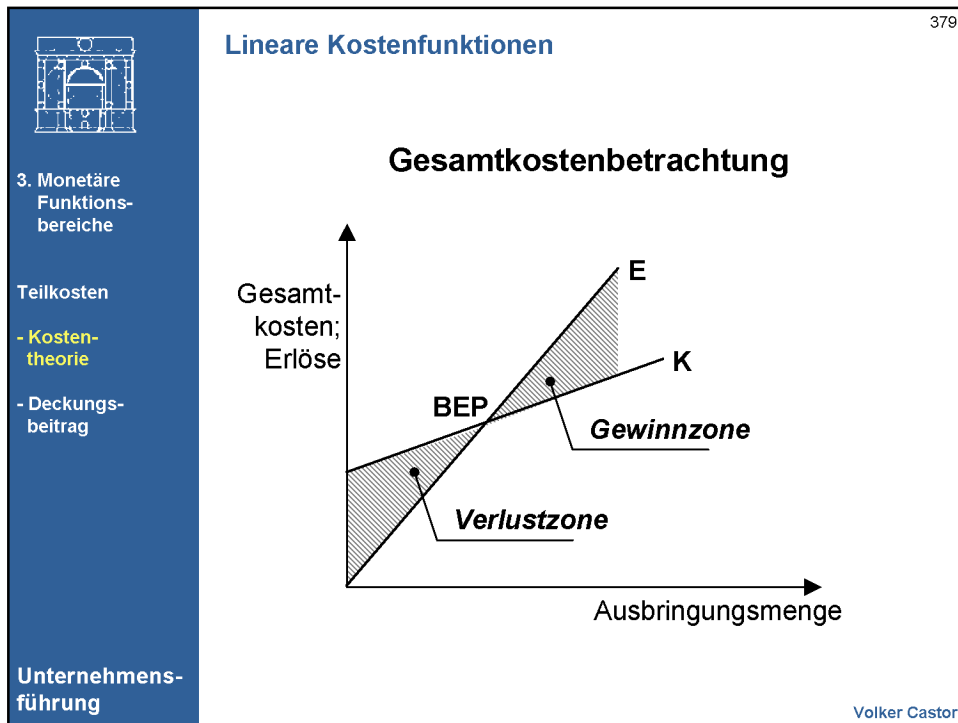 379
Lineare Kostenfunktionen
3. Monetäre
Funktions-
bereiche
Teilkosten
- Kosten-
theorie
- Deckungs-
beitrag
Unternehmens-
führung
Gesamtkostenbetrachtung
Gesamt-
kosten;
Erlöse
E
K
BEP
Gewinnzone
Verlustzone
Ausbringungsmenge
Volker Castor